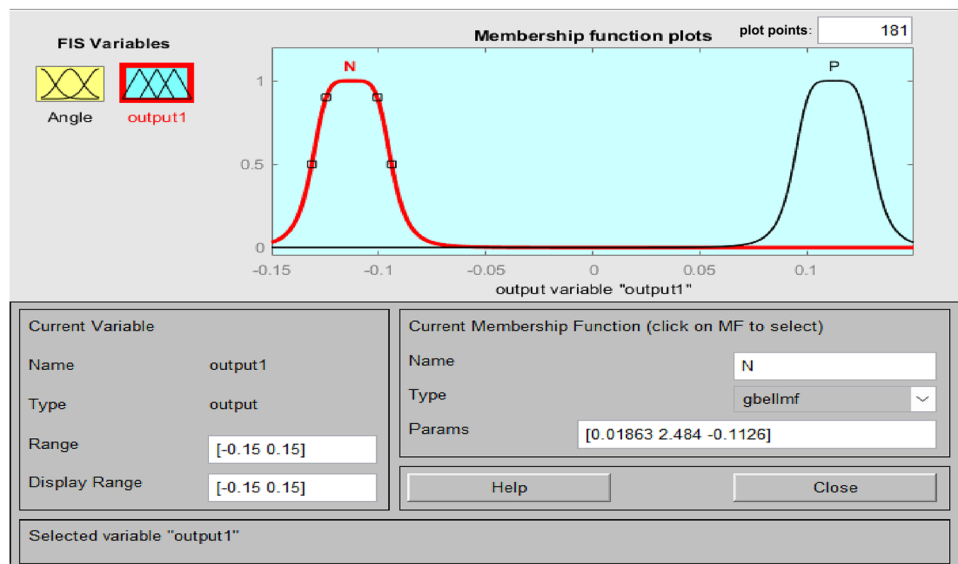 FIS Variables
Angle
output1
Membership function plots
plot points:
181
N
P
1
0.5
0
-0.15
-0.1
-0.05
0
0.05
0.1
output variable "output1"
Current Variable
Name
output1
Type
output
Range
[-0.15 0.15]
Display Range
[-0.15 0.15]
Current Membership Function (click on MF to select)
Name
N
Type
gbellmf
Params
[0.01863 2.484 -0.1126]
Help
Close
Selected variable "output1"